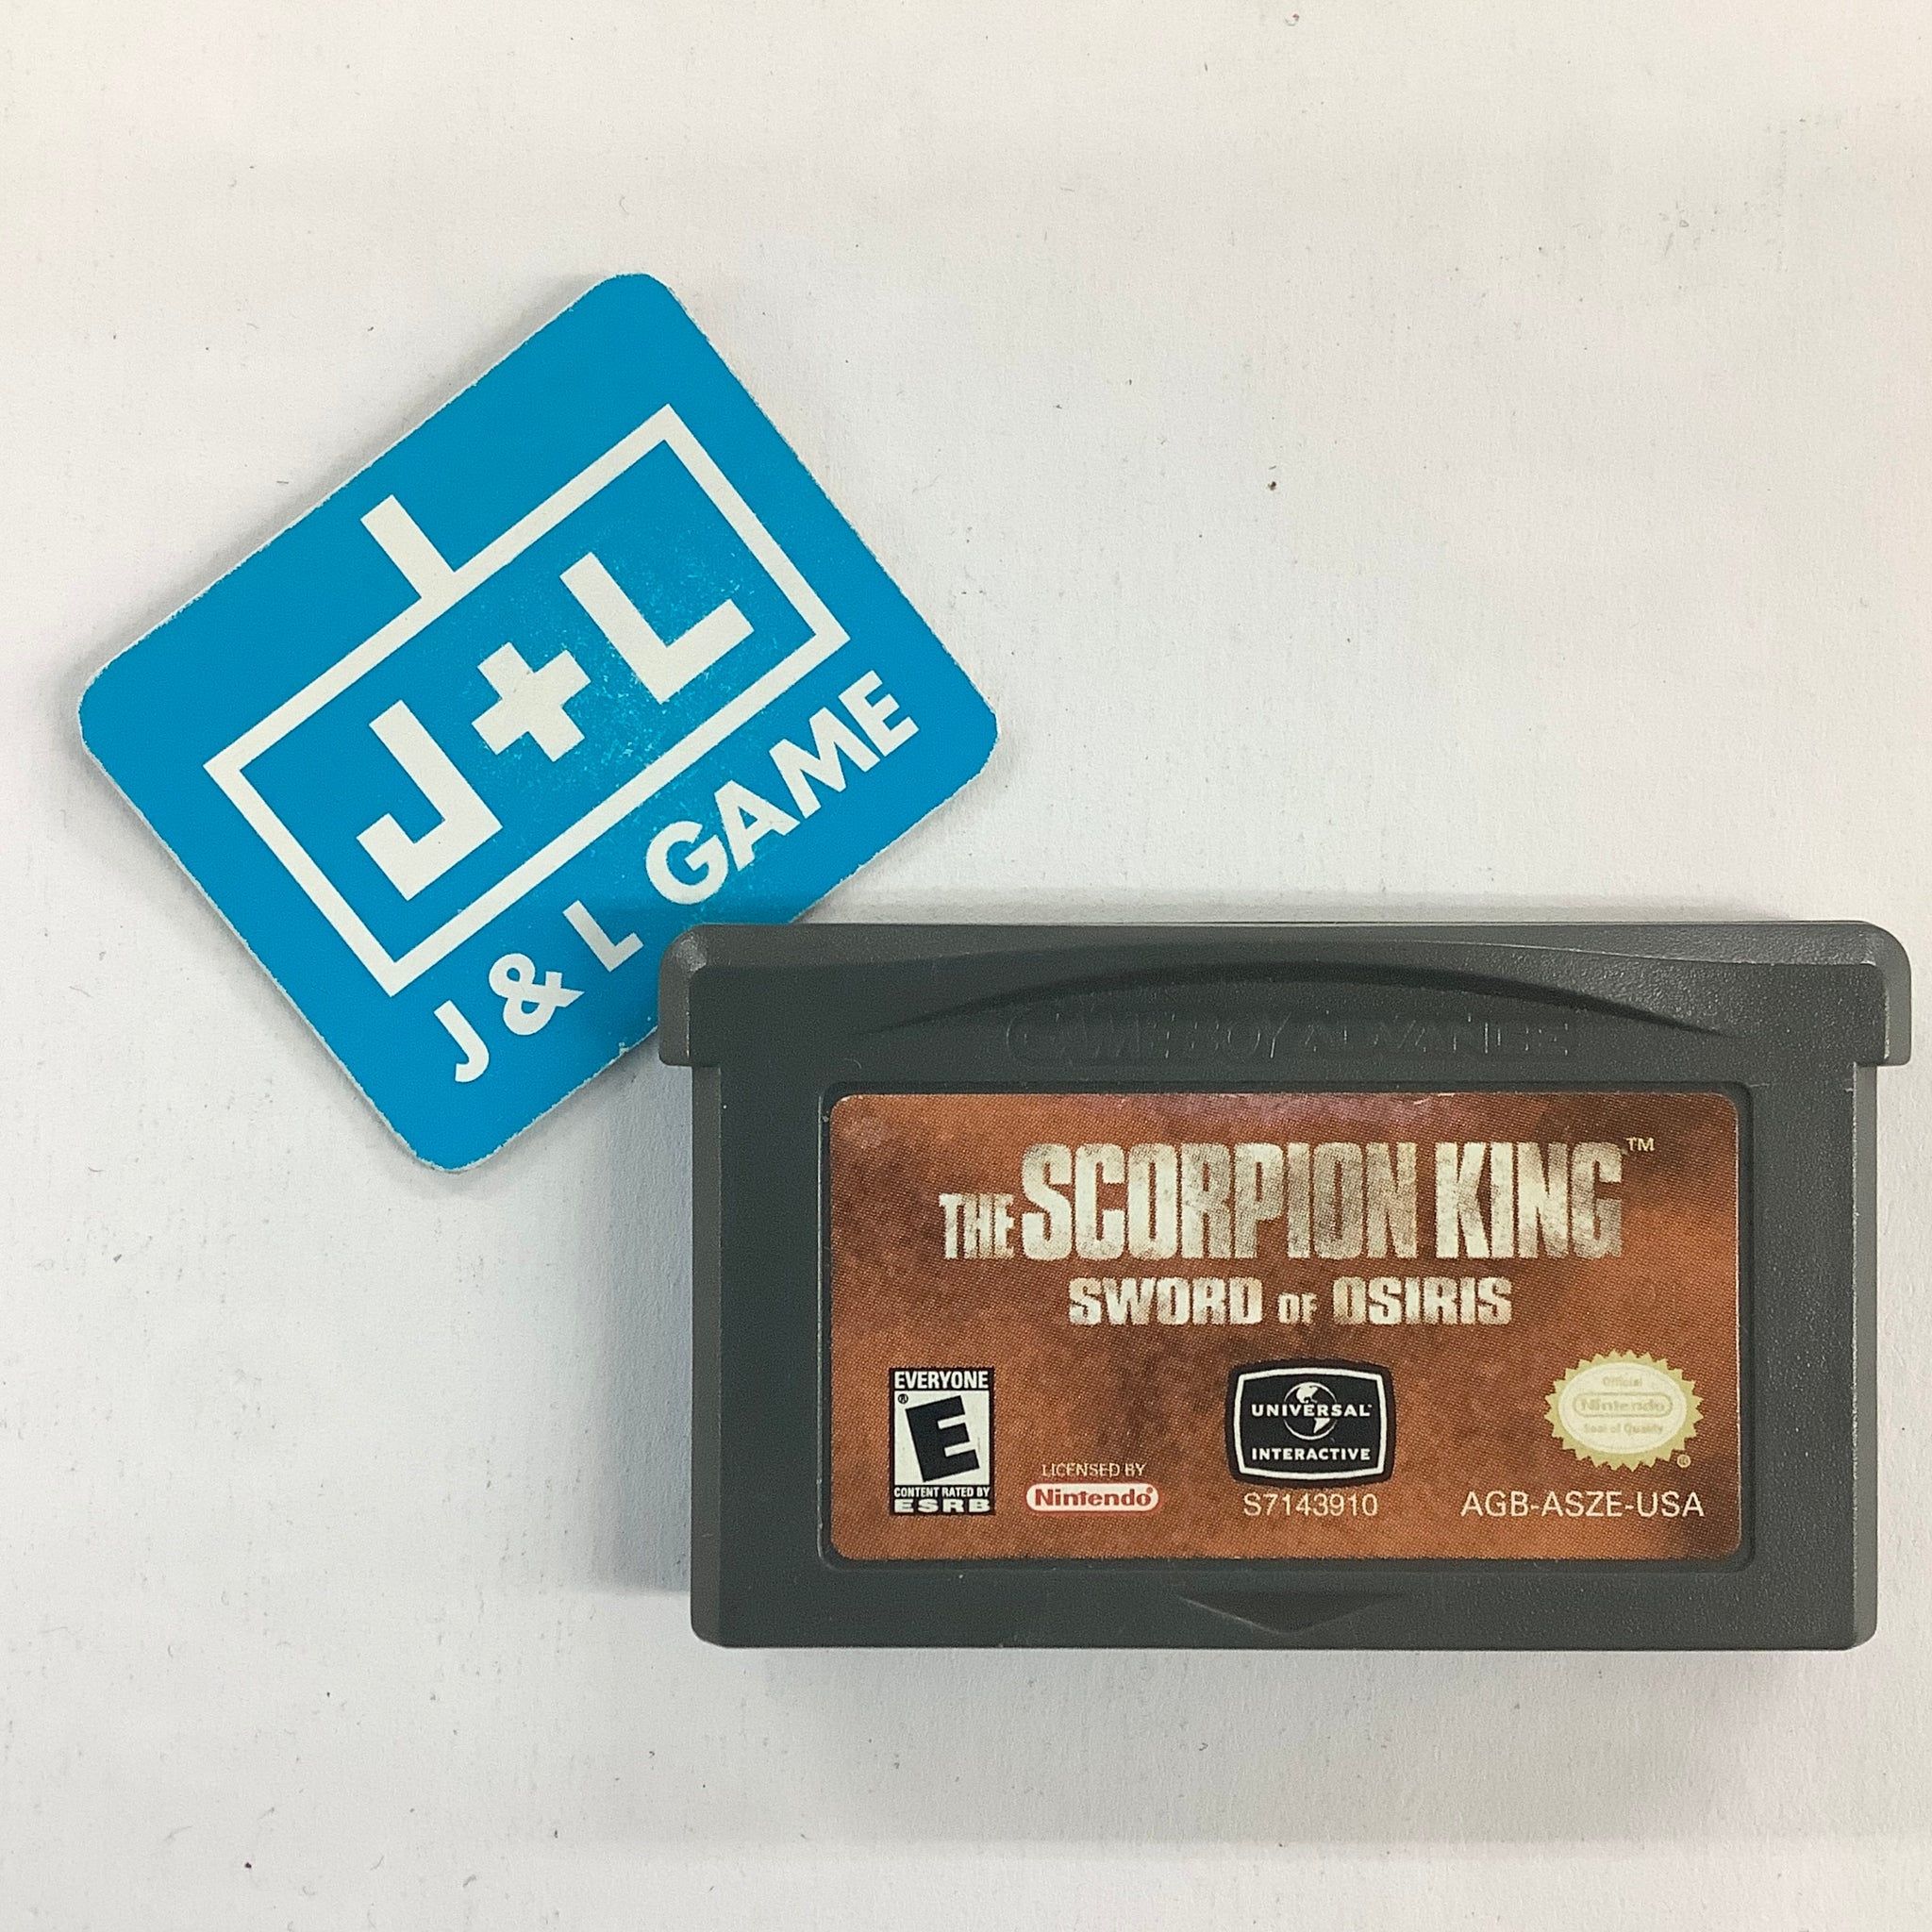 J+L
J & L GAME
GAME BOY ADVANCE
THE SCORPION KING™
SWORD OF OSIRIS
EVERYONE
E®
CONTENT RATED BY
ESRB
LICENSED BY
Nintendo®
UNIVERSAL
INTERACTIVE
S7143910
Official
Nintendo
Seal of Quality
®
AGB-ASZE-USA